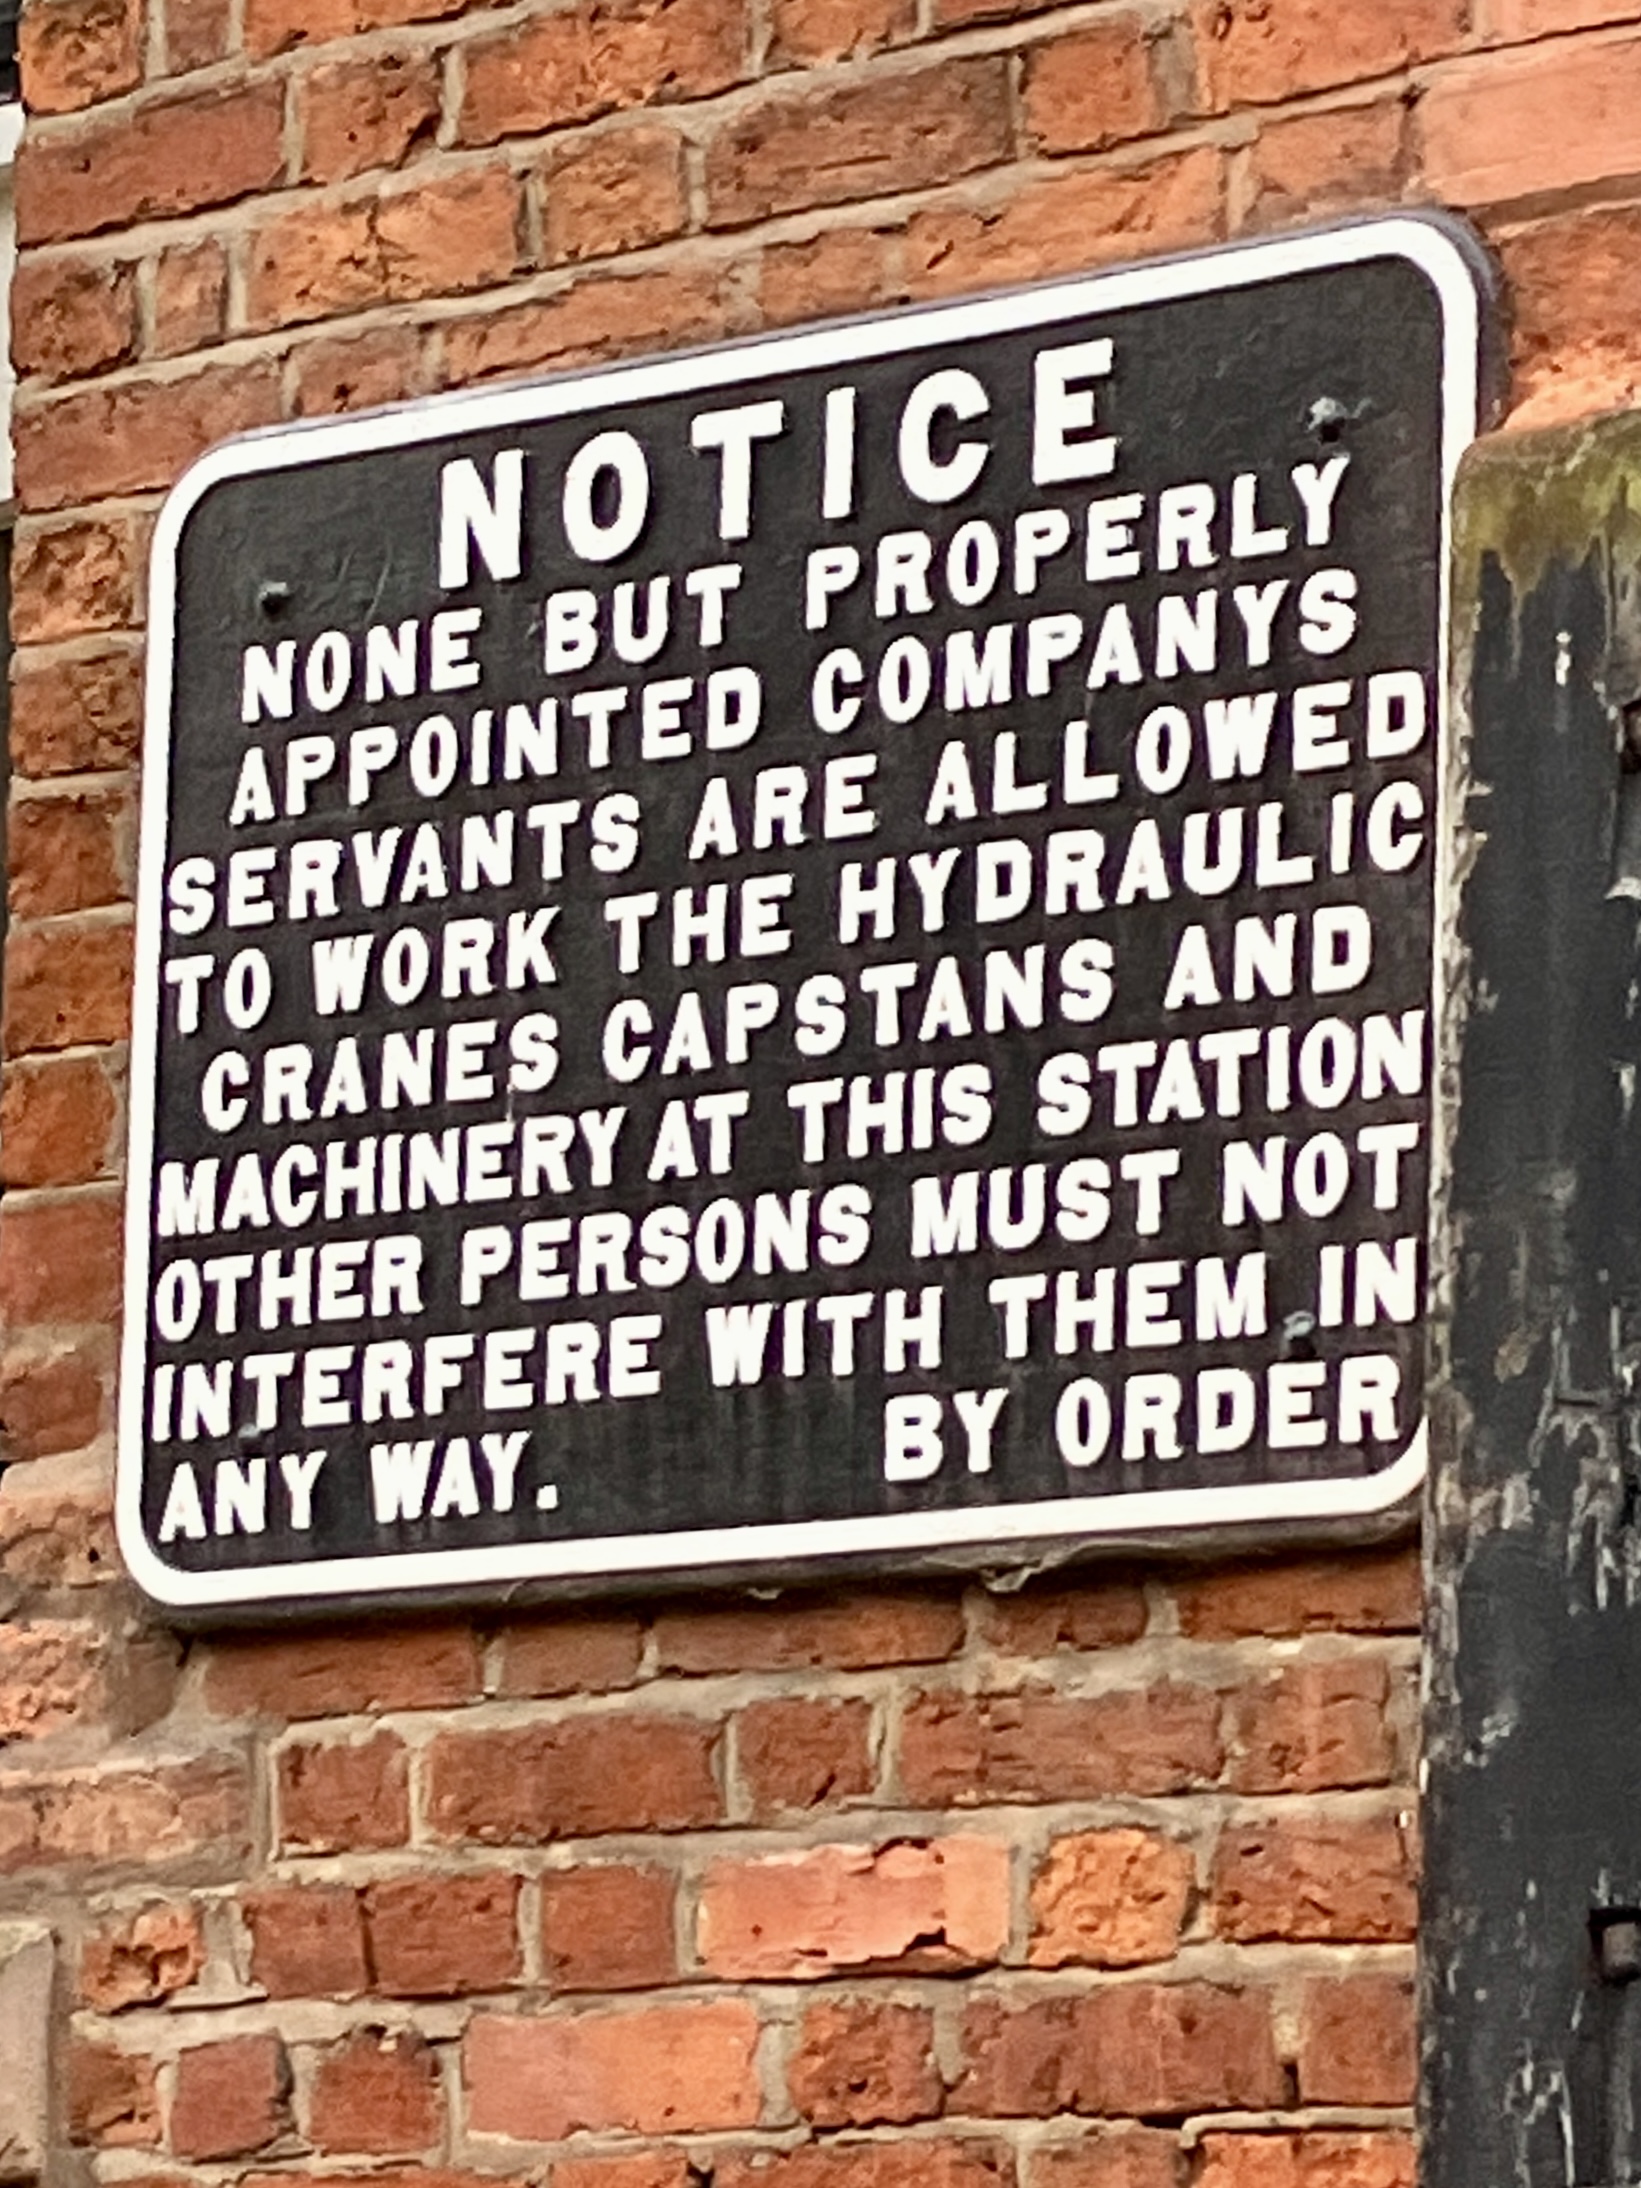 NOTICE
NONE BUT PROPERLY
APPOINTED COMPANYS
SERVANTS ARE ALLOWED
TO WORK THE HYDRAULIC
CRANES CAPSTANS AND
MACHINERY AT THIS STATION
OTHER PERSONS MUST NOT
INTERFERE WITH THEM IN
ANY WAY. BY ORDER